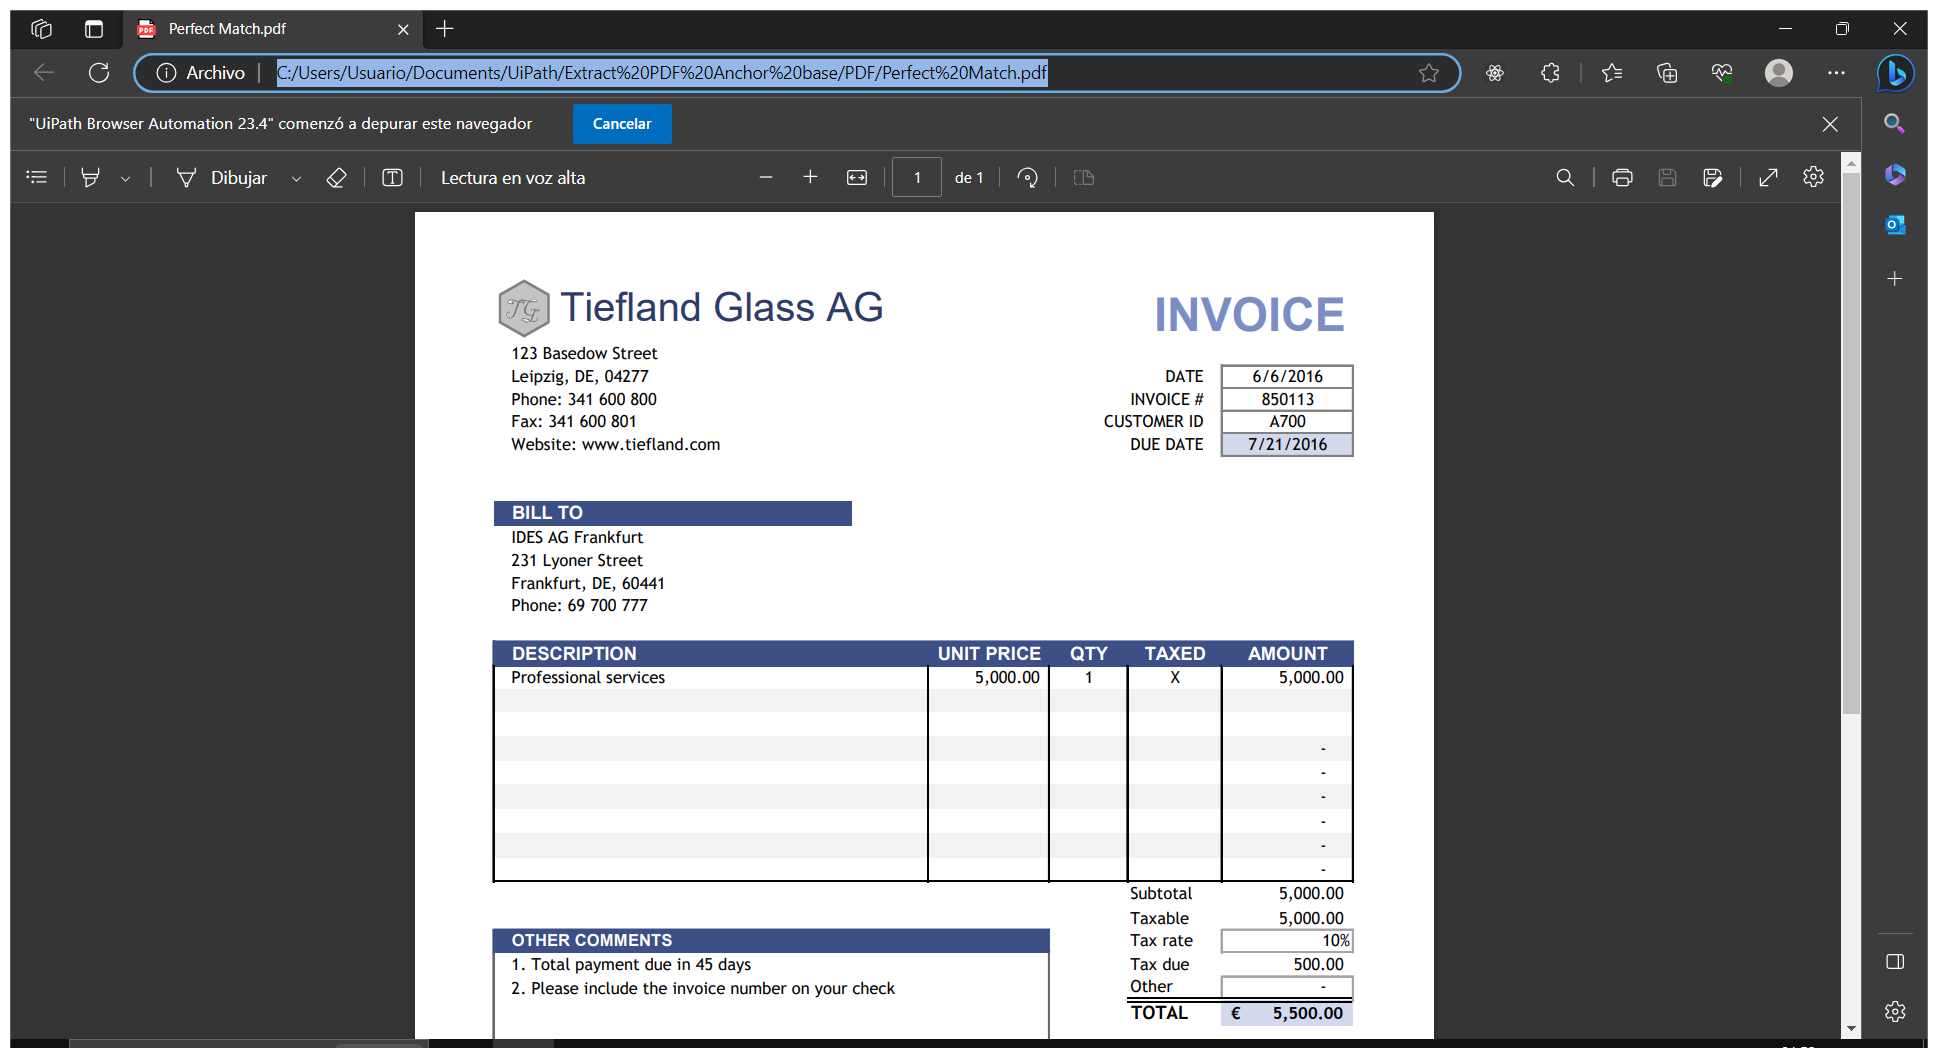 Perfect Match.pdf
Archivo | C:/Users/Usuario/Documents/UiPath/Extract%20PDF%20Anchor%20base/PDF/Perfect%20Match.pdf
"UiPath Browser Automation 23.4" comenzó a depurar este navegador Cancelar
Dibujar Lectura en voz alta 1 de 1
Tiefland Glass AG
INVOICE
123 Basedow Street
Leipzig, DE, 04277
Phone: 341 600 800
Fax: 341 600 801
Website: www.tiefland.com
DATE 6/6/2016
INVOICE # 850113
CUSTOMER ID A700
DUE DATE 7/21/2016
BILL TO
IDES AG Frankfurt
231 Lyoner Street
Frankfurt, DE, 60441
Phone: 69 700 777
DESCRIPTION UNIT PRICE QTY TAXED AMOUNT
Professional services 5,000.00 1 X 5,000.00
-
-
-
-
-
-
Subtotal 5,000.00
Taxable 5,000.00
Tax rate 10%
Tax due 500.00
Other -
TOTAL € 5,500.00
OTHER COMMENTS
1. Total payment due in 45 days
2. Please include the invoice number on your check